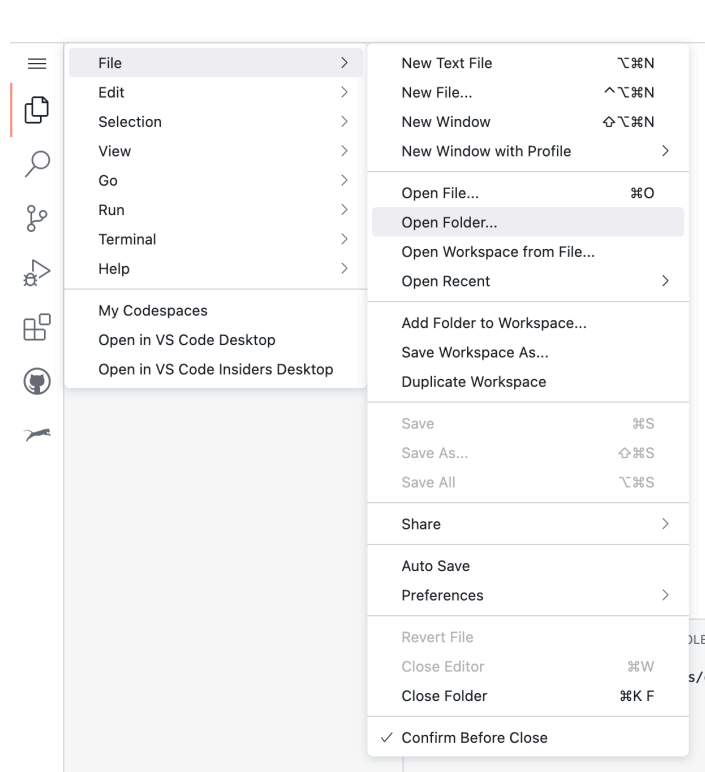 File
Edit
Selection
View
Go
Run
Terminal
Help
My Codespaces
Open in VS Code Desktop
Open in VS Code Insiders Desktop
New Text File ⌥⌘N
New File... ^⌥⌘N
New Window ⇧⌥⌘N
New Window with Profile
Open File... ⌘O
Open Folder...
Open Workspace from File...
Open Recent
Add Folder to Workspace...
Save Workspace As...
Duplicate Workspace
Save ⌘S
Save As... ⇧⌘S
Save All ⌥⌘S
Share
Auto Save
Preferences
Revert File
Close Editor ⌘W
Close Folder ⌘K F
✓ Confirm Before Close